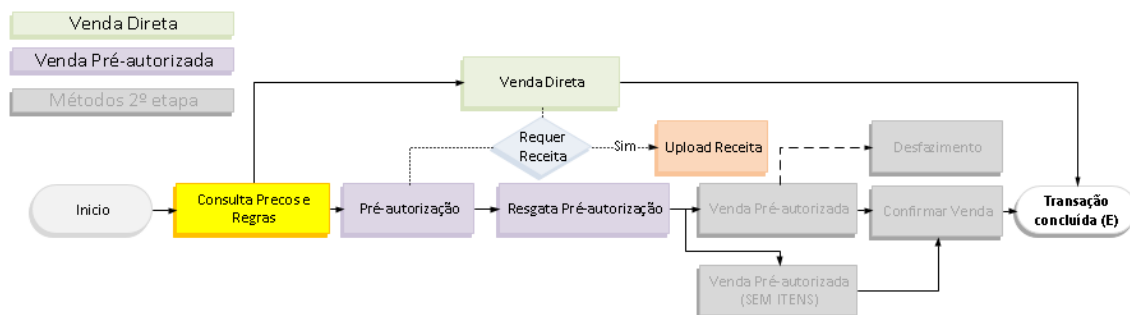 Venda Direta
Venda Pré-autorizada
Métodos 2º etapa
Venda Direta
Requer
Receita
Sim
Upload Receita
Desfazimento
Inicio
Consulta Precos e
Regras
Pré-autorização
Resgata Pré-autorização
Venda Pré-autorizada
Confirmar Venda
Transação
concluída (E)
Venda Pré-autorizada
(SEM ITENS)